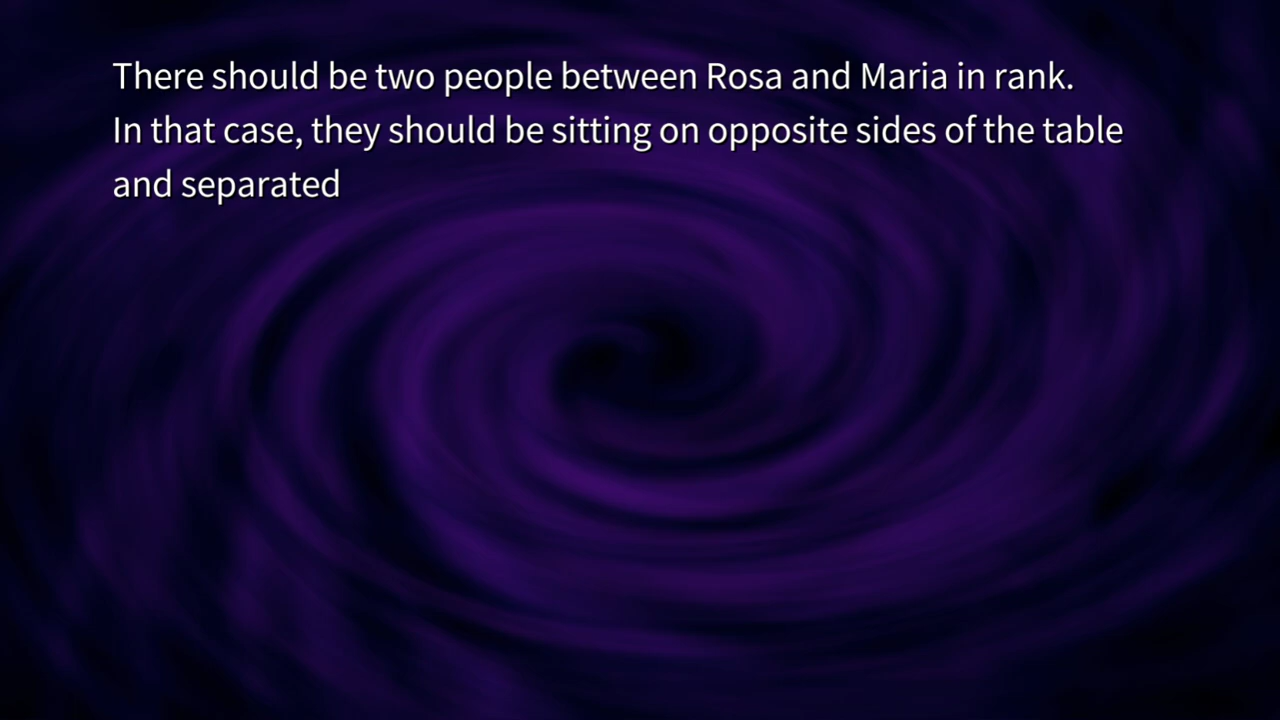 There should be two people between Rosa and Maria in rank.
In that case, they should be sitting on opposite sides of the table
and separated